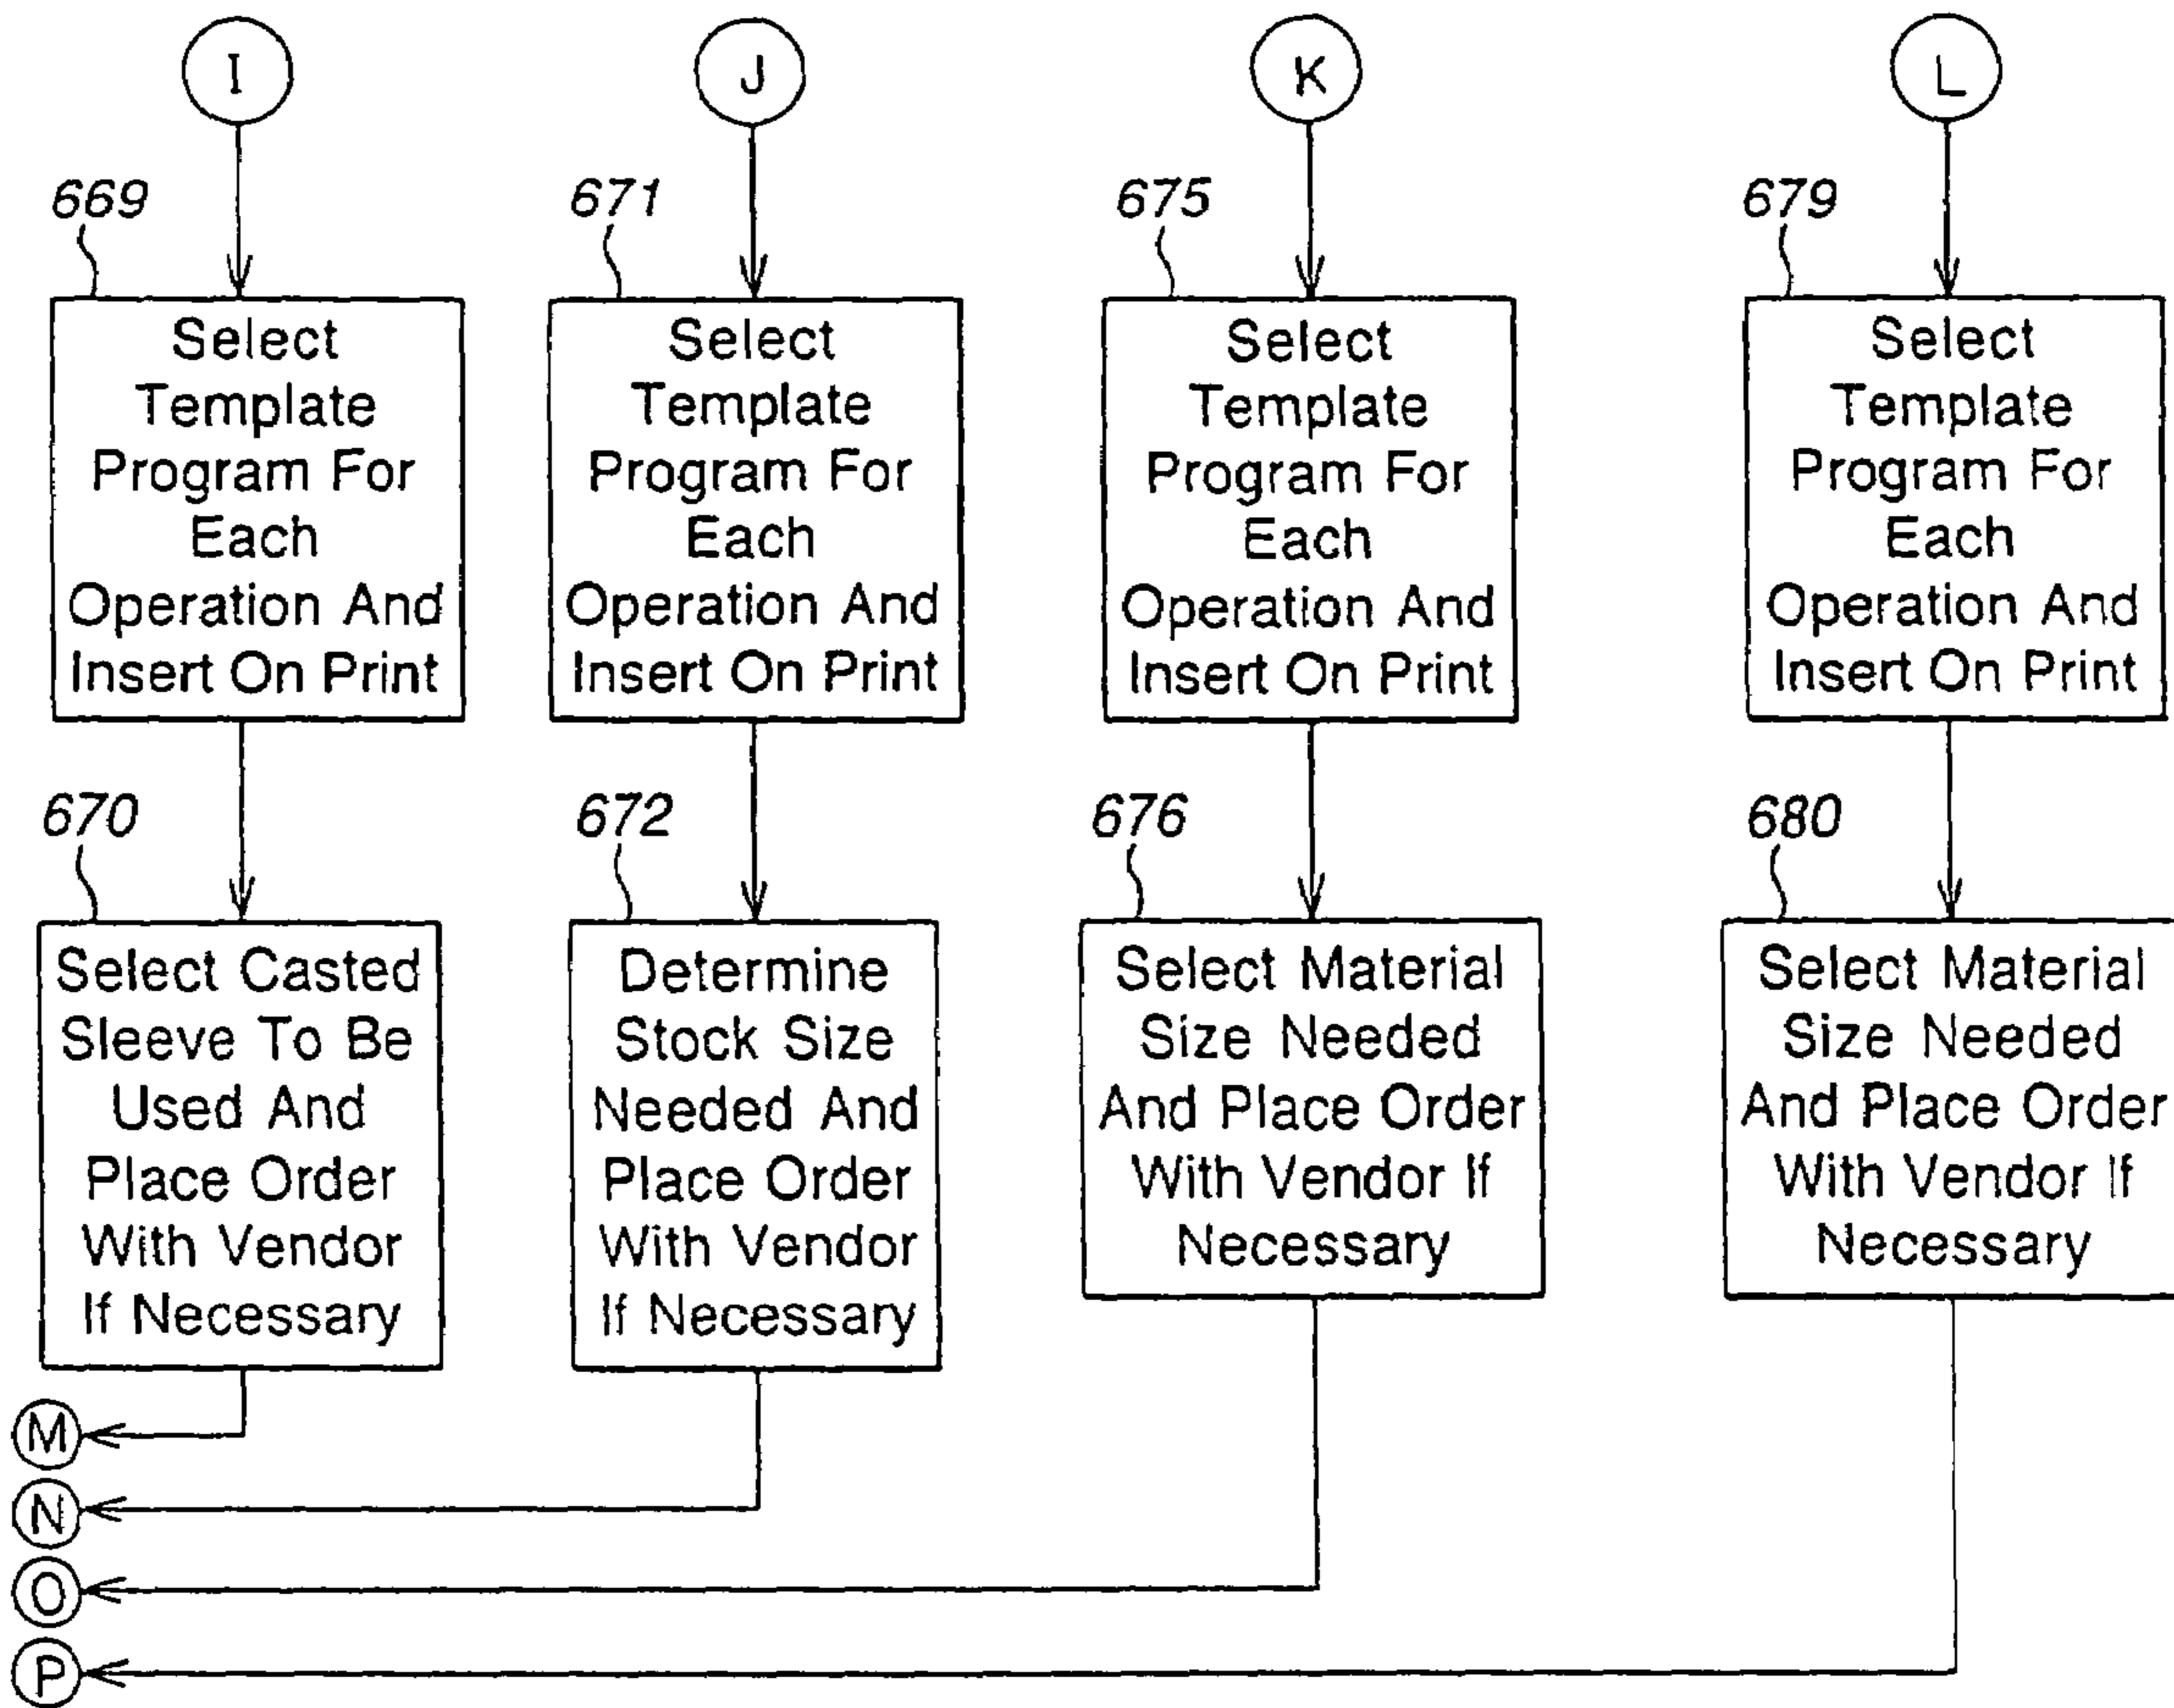 I
J
K
L
669
671
675
679
Select
Template
Program For
Each
Operation And
Insert On Print
Select
Template
Program For
Each
Operation And
Insert On Print
Select
Template
Program For
Each
Operation And
Insert On Print
Select
Template
Program For
Each
Operation And
Insert On Print
670
672
676
680
Select Casted
Sleeve To Be
Used And
Place Order
With Vendor
If Necessary
Determine
Stock Size
Needed And
Place Order
With Vendor
If Necessary
Select Material
Size Needed
And Place Order
With Vendor If
Necessary
Select Material
Size Needed
And Place Order
With Vendor If
Necessary
M
N
O
P